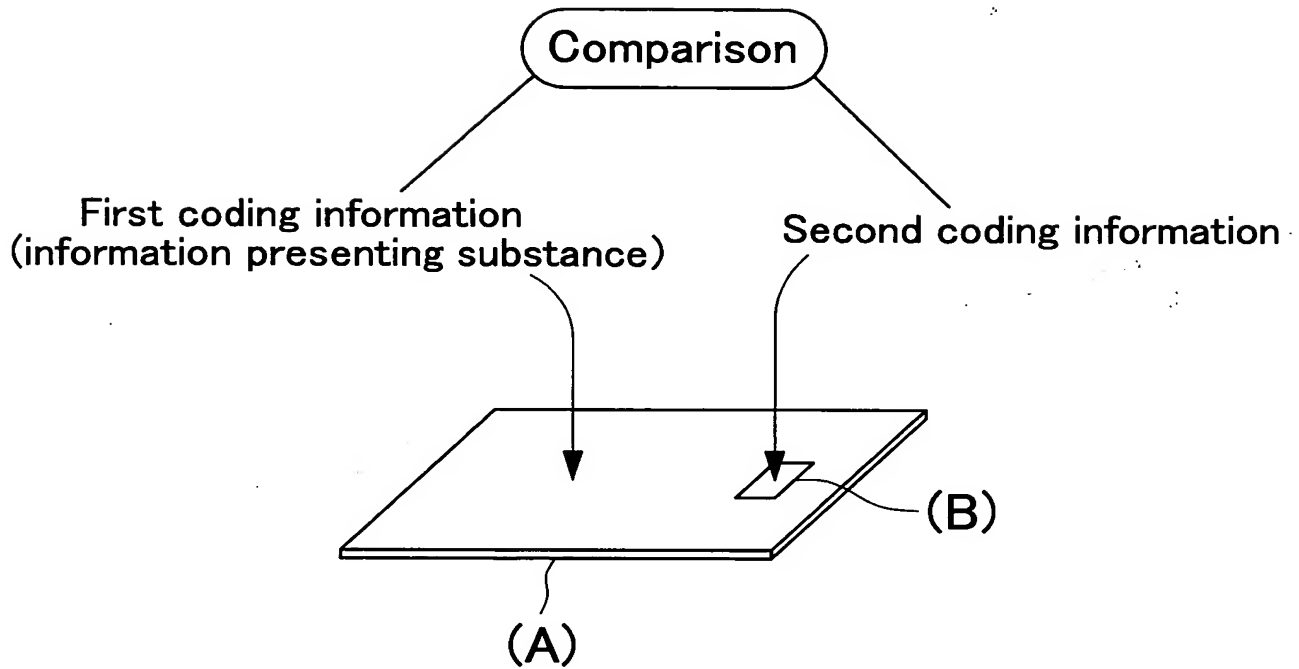 Comparison
First coding information
(information presenting substance)
Second coding information
(B)
(A)